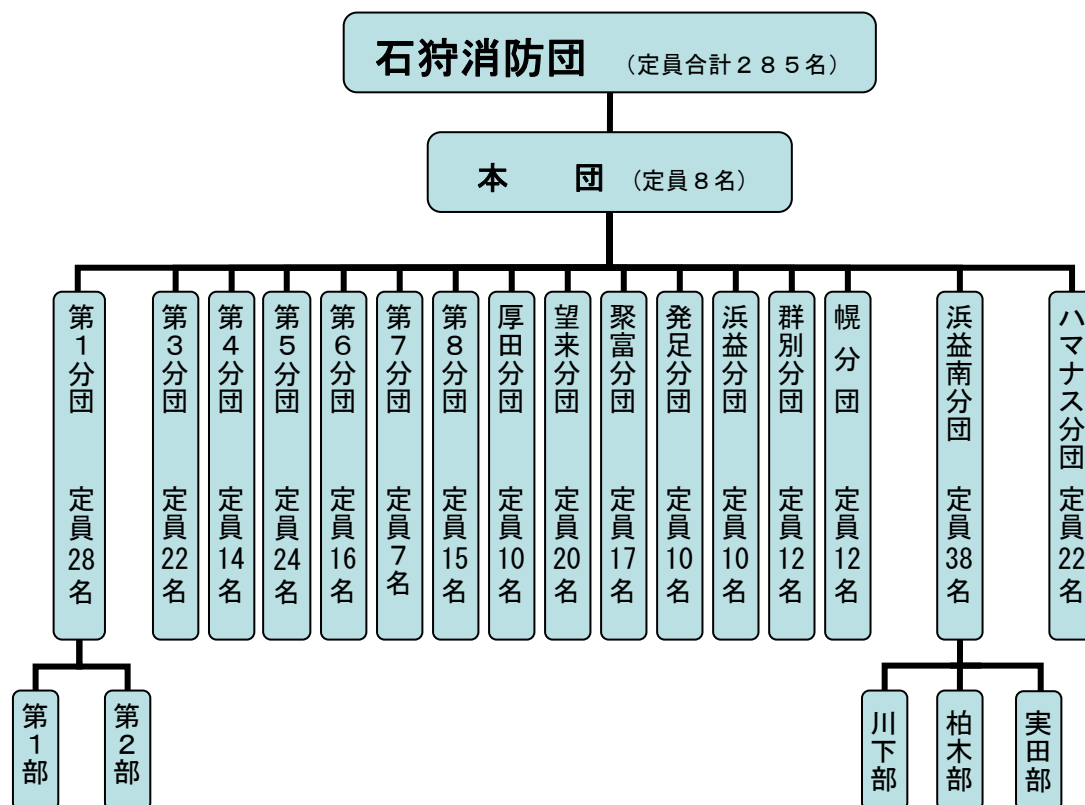 石狩消防団 （定員合計２８５名）
本　　団 （定員８名）
第１分団 定員28名
第３分団 定員22名
第４分団 定員14名
第５分団 定員24名
第６分団 定員16名
第７分団 定員７名
第８分団 定員15名
厚田分団 定員10名
望来分団 定員20名
聚富分団 定員17名
発足分団 定員10名
浜益分団 定員10名
群別分団 定員12名
幌分団 定員12名
浜益南分団 定員38名
ハマナス分団 定員22名
第１部
第２部
川下部
柏木部
実田部